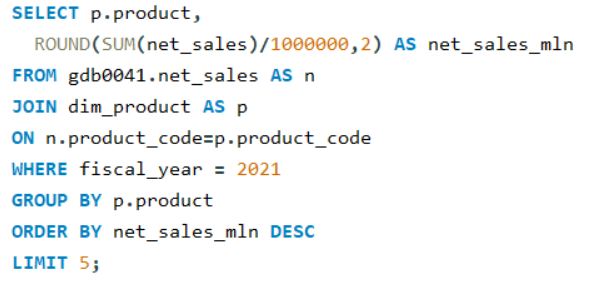 SELECT p.product,
ROUND(SUM(net_sales)/1000000,2) AS net_sales_mln
FROM gdb0041.net_sales AS n
JOIN dim_product AS p
ON n.product_code=p.product_code
WHERE fiscal_year = 2021
GROUP BY p.product
ORDER BY net_sales_mln DESC
LIMIT 5;